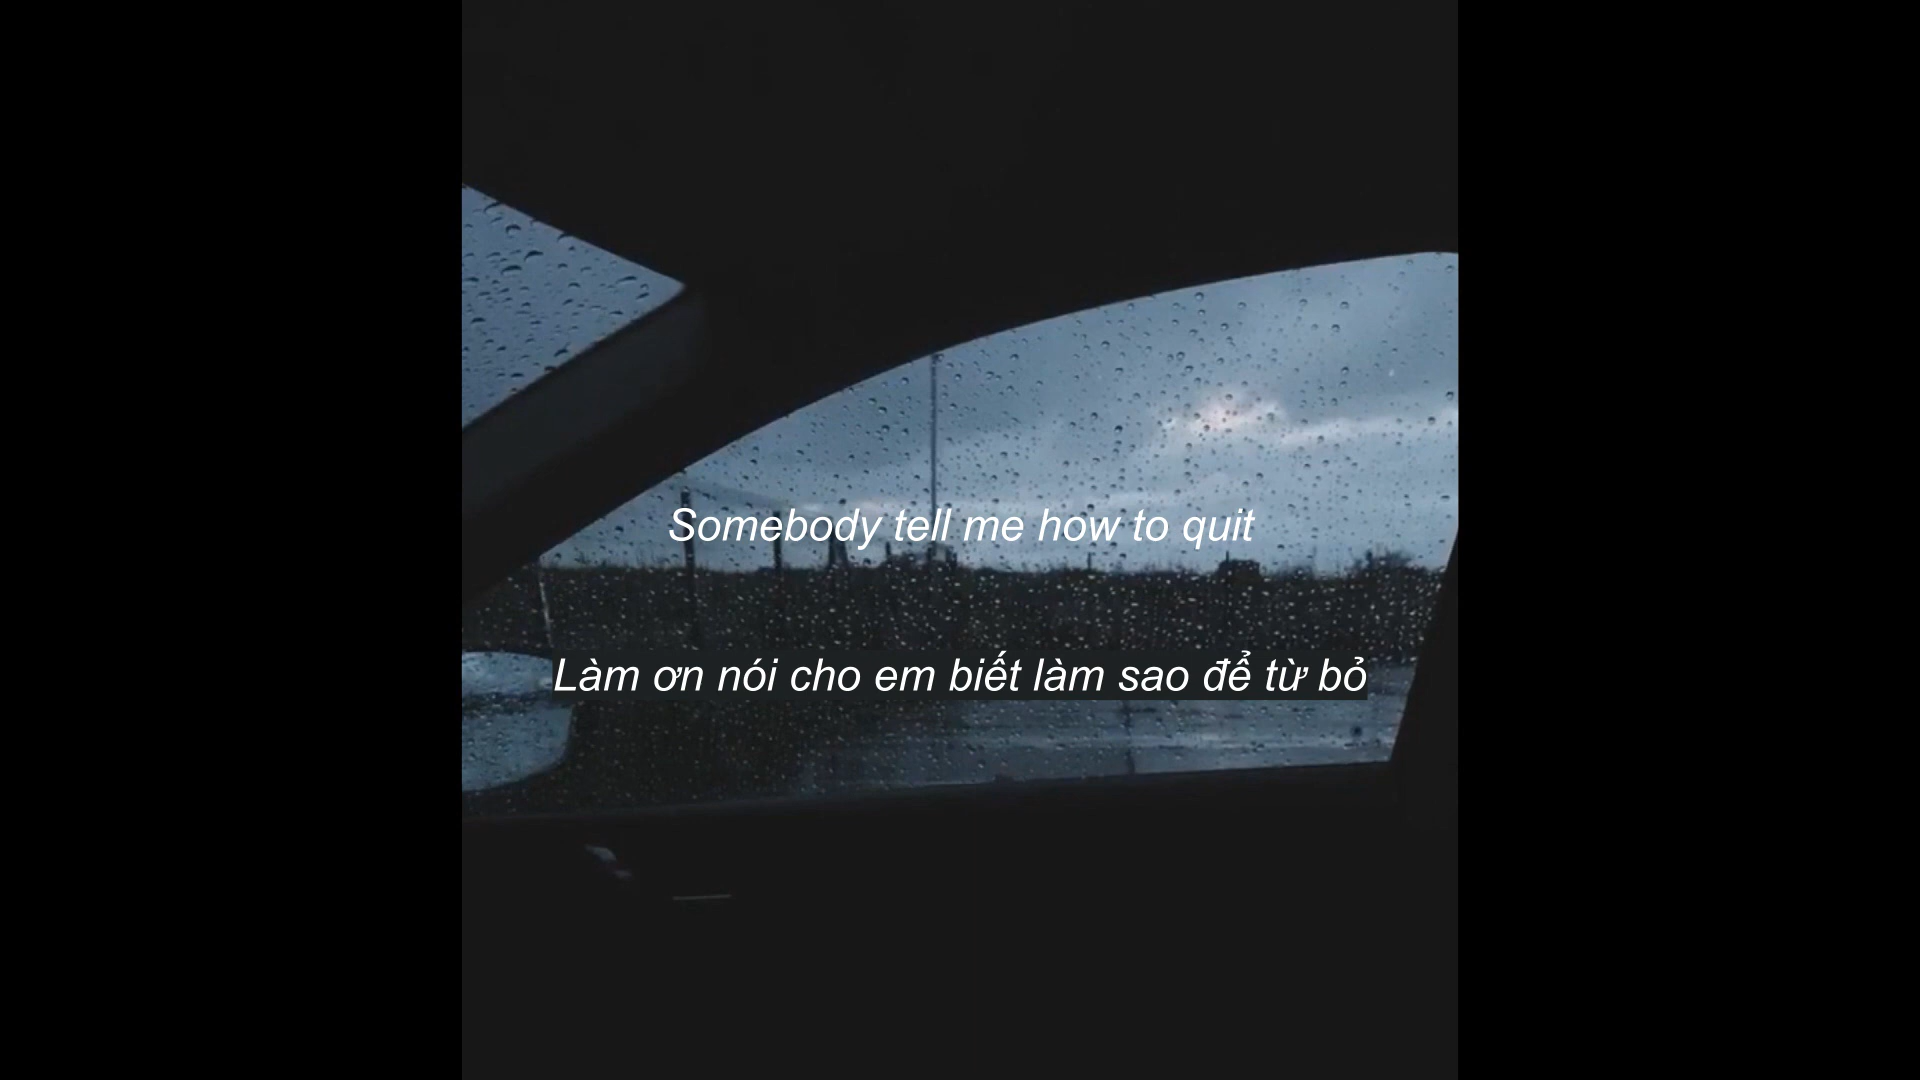 Somebody tell me how to quit
Làm ơn nói cho em biết làm sao để từ bỏ